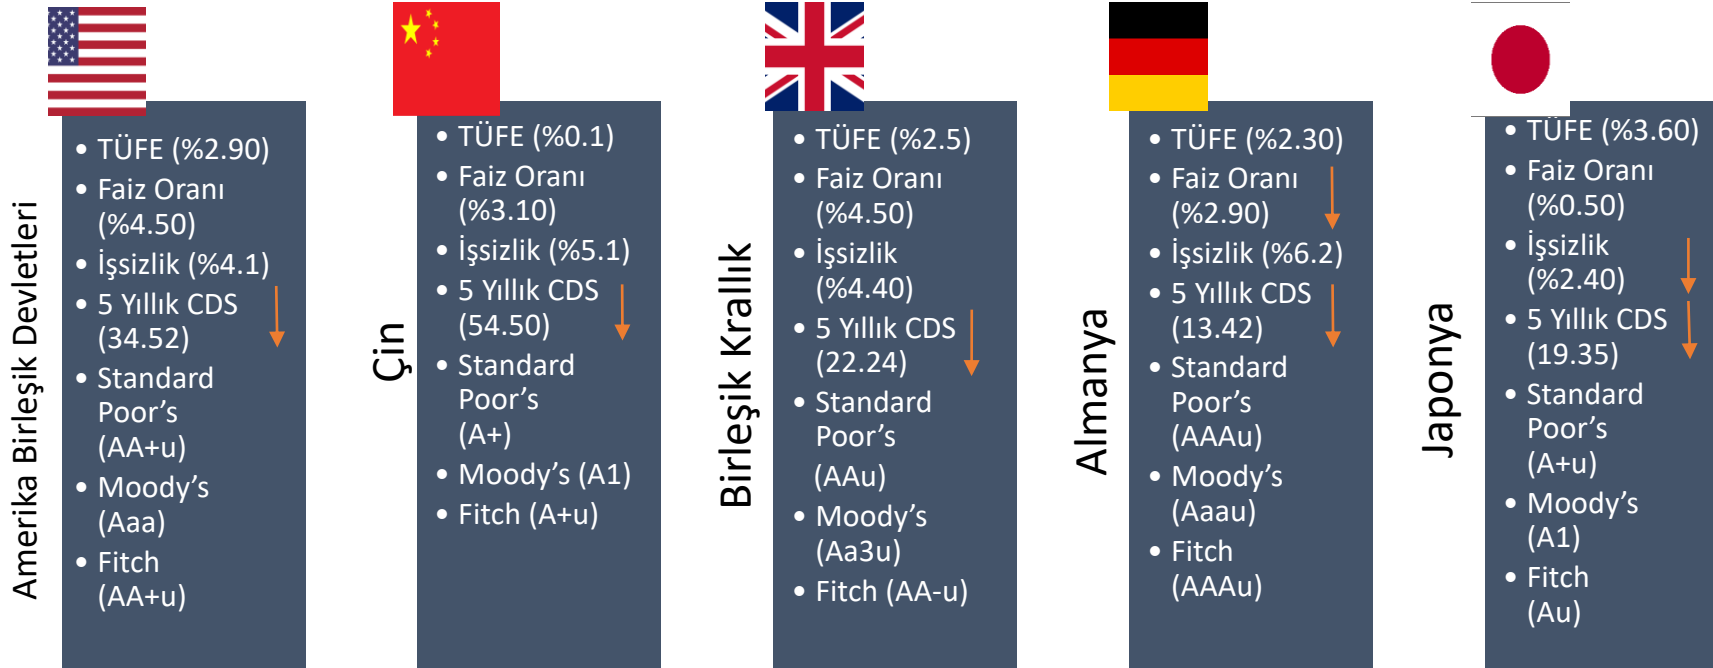 Amerika Birleşik Devletleri
• TÜFE (%2.90)
• Faiz Oranı
(%4.50)
• İşsizlik (%4.1)
• 5 Yıllık CDS
(34.52)
• Standard
Poor’s
(AA+u)
• Moody’s
(Aaa)
• Fitch
(AA+u)
Çin
• TÜFE (%0.1)
• Faiz Oranı
(%3.10)
• İşsizlik (%5.1)
• 5 Yıllık CDS
(54.50)
• Standard
Poor’s
(A+)
• Moody’s (A1)
• Fitch (A+u)
Birleşik Krallık
• TÜFE (%2.5)
• Faiz Oranı
(%4.50)
• İşsizlik
(%4.40)
• 5 Yıllık CDS
(22.24)
• Standard
Poor’s
(AAu)
• Moody’s
(Aa3u)
• Fitch (AA-u)
Almanya
• TÜFE (%2.30)
• Faiz Oranı
(%2.90)
• İşsizlik (%6.2)
• 5 Yıllık CDS
(13.42)
• Standard
Poor’s
(AAAu)
• Moody’s
(Aaau)
• Fitch
(AAAu)
Japonya
• TÜFE (%3.60)
• Faiz Oranı
(%0.50)
• İşsizlik
(%2.40)
• 5 Yıllık CDS
(19.35)
• Standard
Poor’s
(A+u)
• Moody’s
(A1)
• Fitch
(Au)